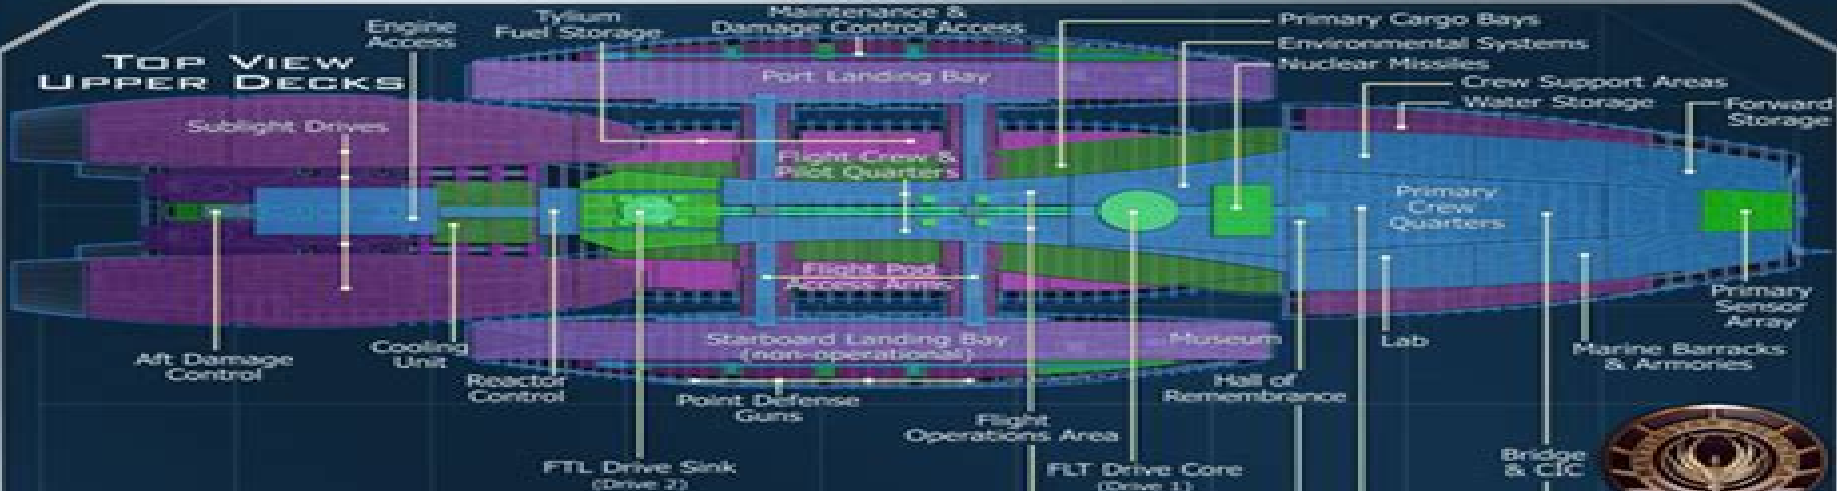 Engine
Access
Tylium
Fuel Storage
Maintenance &
Damage Control Access
Primary Cargo Bays
Environmental Systems
Nuclear Missiles
Crew Support Areas
Water Storage
Forward
Storage
TOP VIEW
UPPER DECKS
Port Landing Bay
Sublight Drives
Flight Crew &
Pilot Quarters
Primary
Crew
Quarters
Flight Pod
Access Arms
Starboard Landing Bay
(non-operational)
Museum
Primary
Sensor
Array
Lab
Marine Barracks
& Armories
Aft Damage
Control
Cooling
Unit
Reactor
Control
Point Defense
Guns
Hall of
Remembrance
Flight
Operations Area
FTL Drive Sink
(Drive 2)
FLT Drive Core
(Drive 1)
Bridge
& CIC